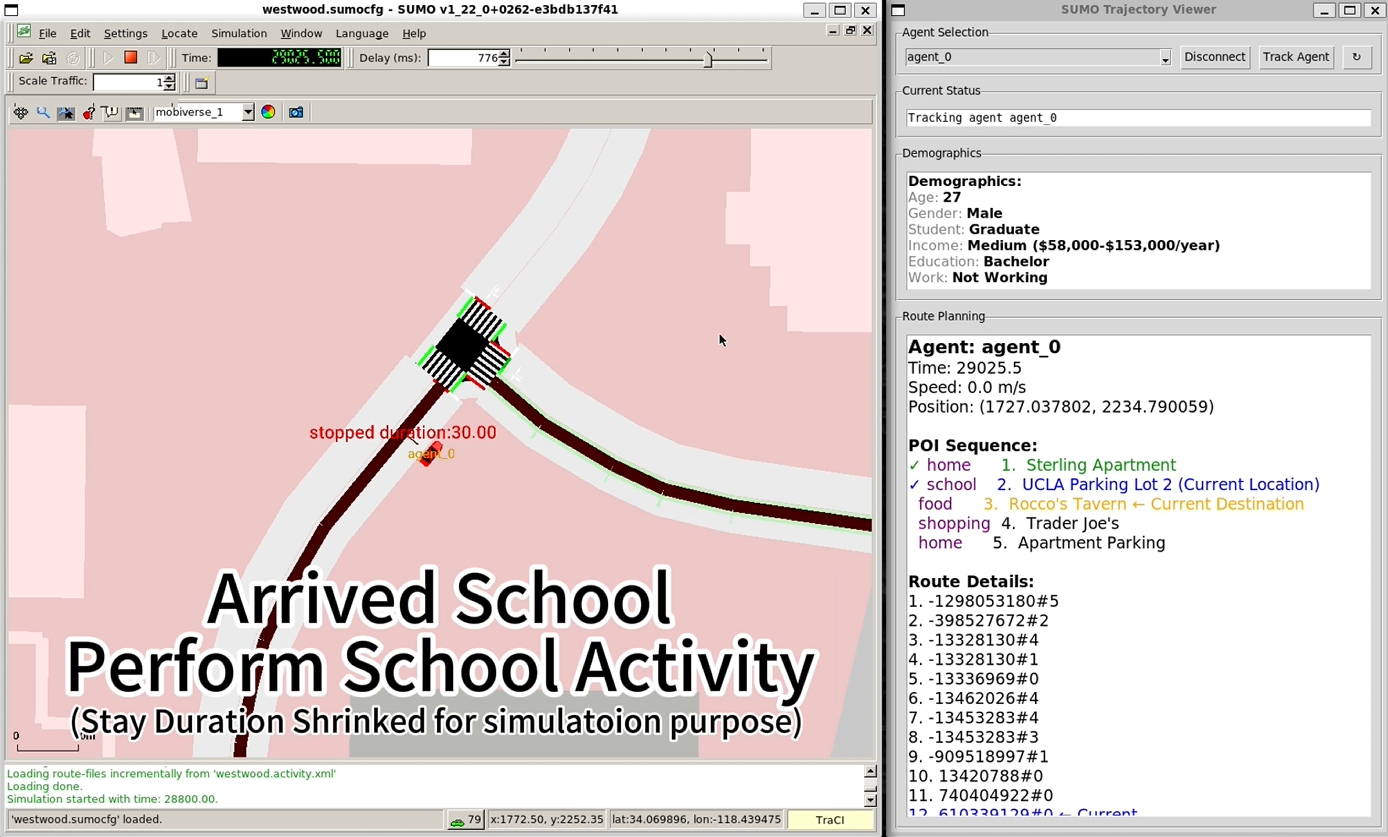 westwood.sumocfg - SUMO v1_22_0+0262-e3bdb137f41
File Edit Settings Locate Simulation Window Language Help
Time: 29025.500 Delay (ms): 776
Scale Traffic: 1
mobiverse_1
stopped duration:30.00
agent_0
Arrived School
Perform School Activity
(Stay Duration Shrinked for simulatoion purpose)
0
Loading route-files incrementally from 'westwood.activity.xml'
Loading done.
Simulation started with time: 28800.00.
'westwood.sumocfg' loaded. 79 x:1772.50, y:2252.35 lat:34.069896, lon:-118.439475 TraCI
SUMO Trajectory Viewer
Agent Selection
agent_0 Disconnect Track Agent ↻
Current Status
Tracking agent agent_0
Demographics
Demographics:
Age: 27
Gender: Male
Student: Graduate
Income: Medium ($58,000-$153,000/year)
Education: Bachelor
Work: Not Working
Route Planning
Agent: agent_0
Time: 29025.5
Speed: 0.0 m/s
Position: (1727.037802, 2234.790059)
POI Sequence:
✓ home 1. Sterling Apartment
✓ school 2. UCLA Parking Lot 2 (Current Location)
food 3. Rocco's Tavern ← Current Destination
shopping 4. Trader Joe's
home 5. Apartment Parking
Route Details:
1. -1298053180#5
2. -398527672#2
3. -13328130#4
4. -13328130#1
5. -13336969#0
6. -13462026#4
7. -13453283#4
8. -13453283#3
9. -909518997#1
10. 13420788#0
11. 740404922#0
12. 610339129#0 ← Current